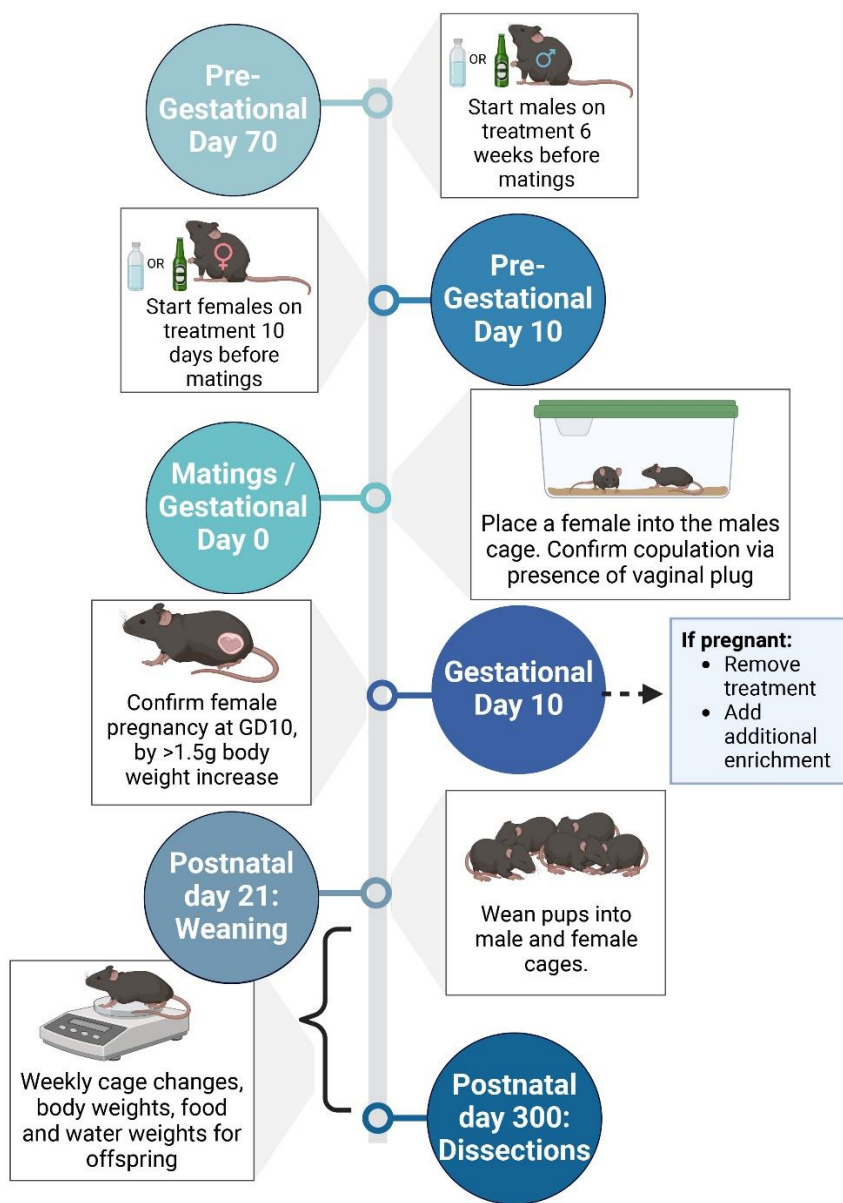 Pre-
Gestational
Day 70
OR
Start males on
treatment 6
weeks before
matings
OR
Start females on
treatment 10
days before
matings
Pre-
Gestational
Day 10
Matings /
Gestational
Day 0
Place a female into the males
cage. Confirm copulation via
presence of vaginal plug
Confirm female
pregnancy at GD10,
by >1.5g body
weight increase
Gestational
Day 10
If pregnant:
• Remove
treatment
• Add
additional
enrichment
Postnatal
day 21:
Weaning
Wean pups into
male and female
cages.
Weekly cage changes,
body weights, food
and water weights for
offspring
Postnatal
day 300:
Dissections